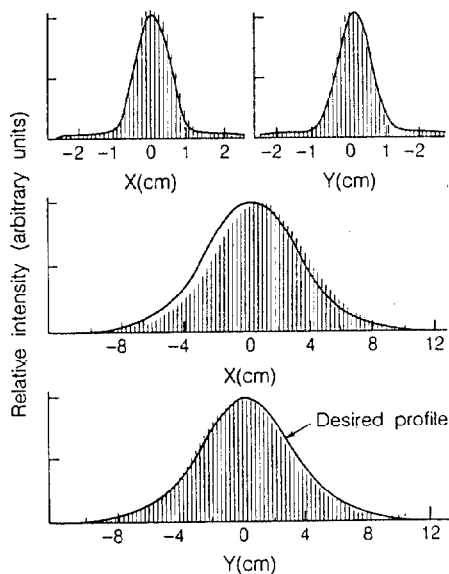 Relative intensity (arbitrary units)
−2 −1 0 1 2
X(cm)
−2 −1 0 1 −2
Y(cm)
−8 −4 0 4 8 12
X(cm)
Desired profile
−8 −4 0 4 8 12
Y(cm)